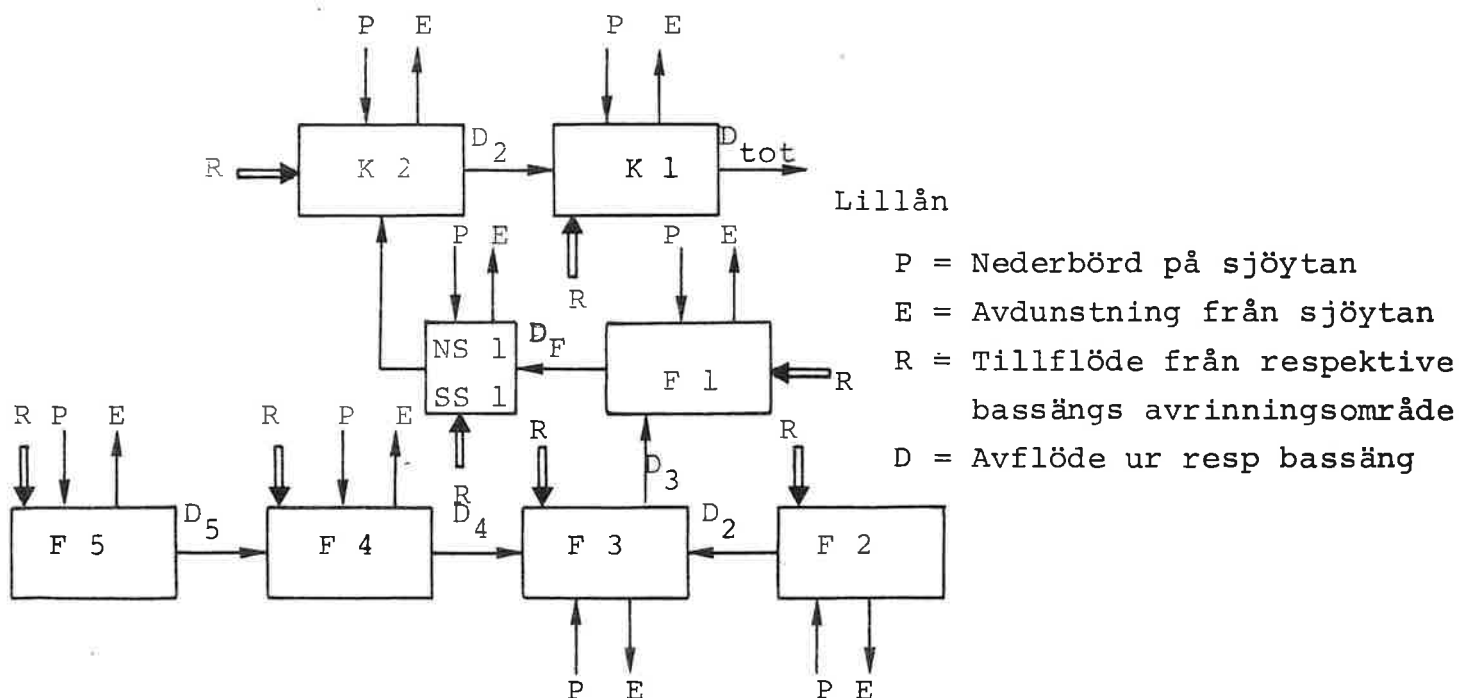 P E P E
K 2 D2 K 1 Dtot
R
Lillån
R
P E P E
NS 1
SS 1
DF F 1
R
R
P = Nederbörd på sjöytan
E = Avdunstning från sjöytan
R = Tillflöde från respektive
bassängs avrinningsområde
D = Avflöde ur resp bassäng
R P E R P E R D3 R
F 5 D5 F 4 D4 F 3 D2 F 2
P E P E